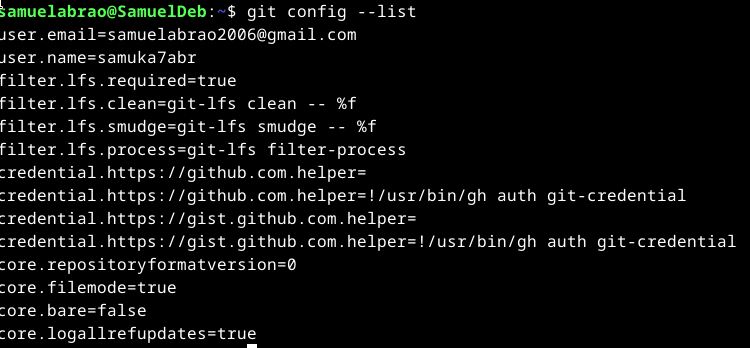 samuelabrao@SamuelDeb:~$ git config --list
user.email=samuelabrao2006@gmail.com
user.name=samuka7abr
filter.lfs.required=true
filter.lfs.clean=git-lfs clean -- %f
filter.lfs.smudge=git-lfs smudge -- %f
filter.lfs.process=git-lfs filter-process
credential.https://github.com.helper=
credential.https://github.com.helper=!/usr/bin/gh auth git-credential
credential.https://gist.github.com.helper=
credential.https://gist.github.com.helper=!/usr/bin/gh auth git-credential
core.repositoryformatversion=0
core.filemode=true
core.bare=false
core.logallrefupdates=true